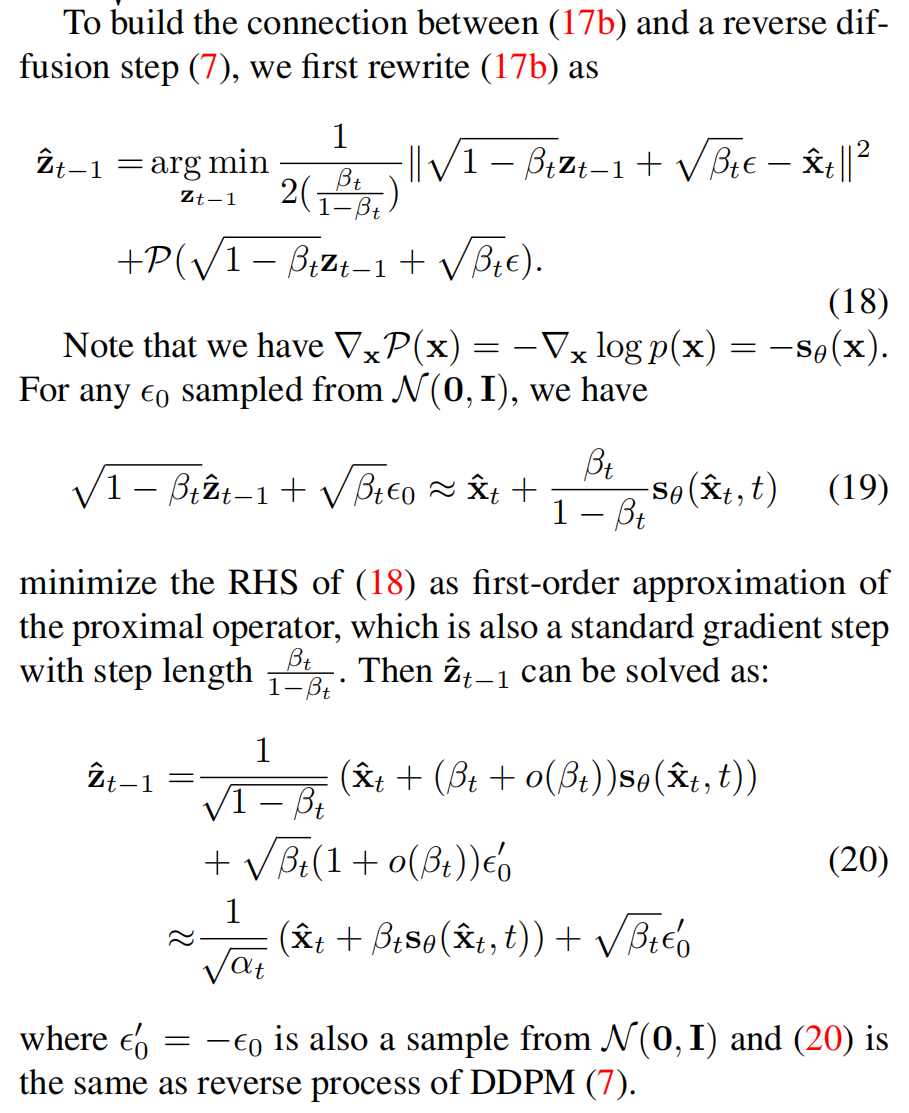 To build the connection between (17b) and a reverse dif-
fusion step (7), we first rewrite (17b) as
$\hat{\mathbf{z}}_{t-1} = \underset{\mathbf{z}_{t-1}}{\arg\min} \frac{1}{2(\frac{\beta_t}{1-\beta_t})} \|\sqrt{1-\beta_t}\mathbf{z}_{t-1} + \sqrt{\beta_t}\epsilon - \hat{\mathbf{x}}_t\|^2$
$+\mathcal{P}(\sqrt{1-\beta_t}\mathbf{z}_{t-1} + \sqrt{\beta_t}\epsilon).$
(18)
Note that we have $\nabla_{\mathbf{x}}\mathcal{P}(\mathbf{x}) = -\nabla_{\mathbf{x}} \log p(\mathbf{x}) = -\mathbf{s}_\theta(\mathbf{x})$.
For any $\epsilon_0$ sampled from $\mathcal{N}(\mathbf{0}, \mathbf{I})$, we have
$\sqrt{1-\beta_t}\hat{\mathbf{z}}_{t-1} + \sqrt{\beta_t}\epsilon_0 \approx \hat{\mathbf{x}}_t + \frac{\beta_t}{1-\beta_t}\mathbf{s}_\theta(\hat{\mathbf{x}}_t, t)$ (19)
minimize the RHS of (18) as first-order approximation of
the proximal operator, which is also a standard gradient step
with step length $\frac{\beta_t}{1-\beta_t}$. Then $\hat{\mathbf{z}}_{t-1}$ can be solved as:
$\hat{\mathbf{z}}_{t-1} = \frac{1}{\sqrt{1-\beta_t}} (\hat{\mathbf{x}}_t + (\beta_t + o(\beta_t))\mathbf{s}_\theta(\hat{\mathbf{x}}_t, t))$
$+ \sqrt{\beta_t}(1 + o(\beta_t))\epsilon_0'$ (20)
$\approx \frac{1}{\sqrt{\alpha_t}} (\hat{\mathbf{x}}_t + \beta_t\mathbf{s}_\theta(\hat{\mathbf{x}}_t, t)) + \sqrt{\beta_t}\epsilon_0'$
where $\epsilon_0' = -\epsilon_0$ is also a sample from $\mathcal{N}(\mathbf{0}, \mathbf{I})$ and (20) is
the same as reverse process of DDPM (7).